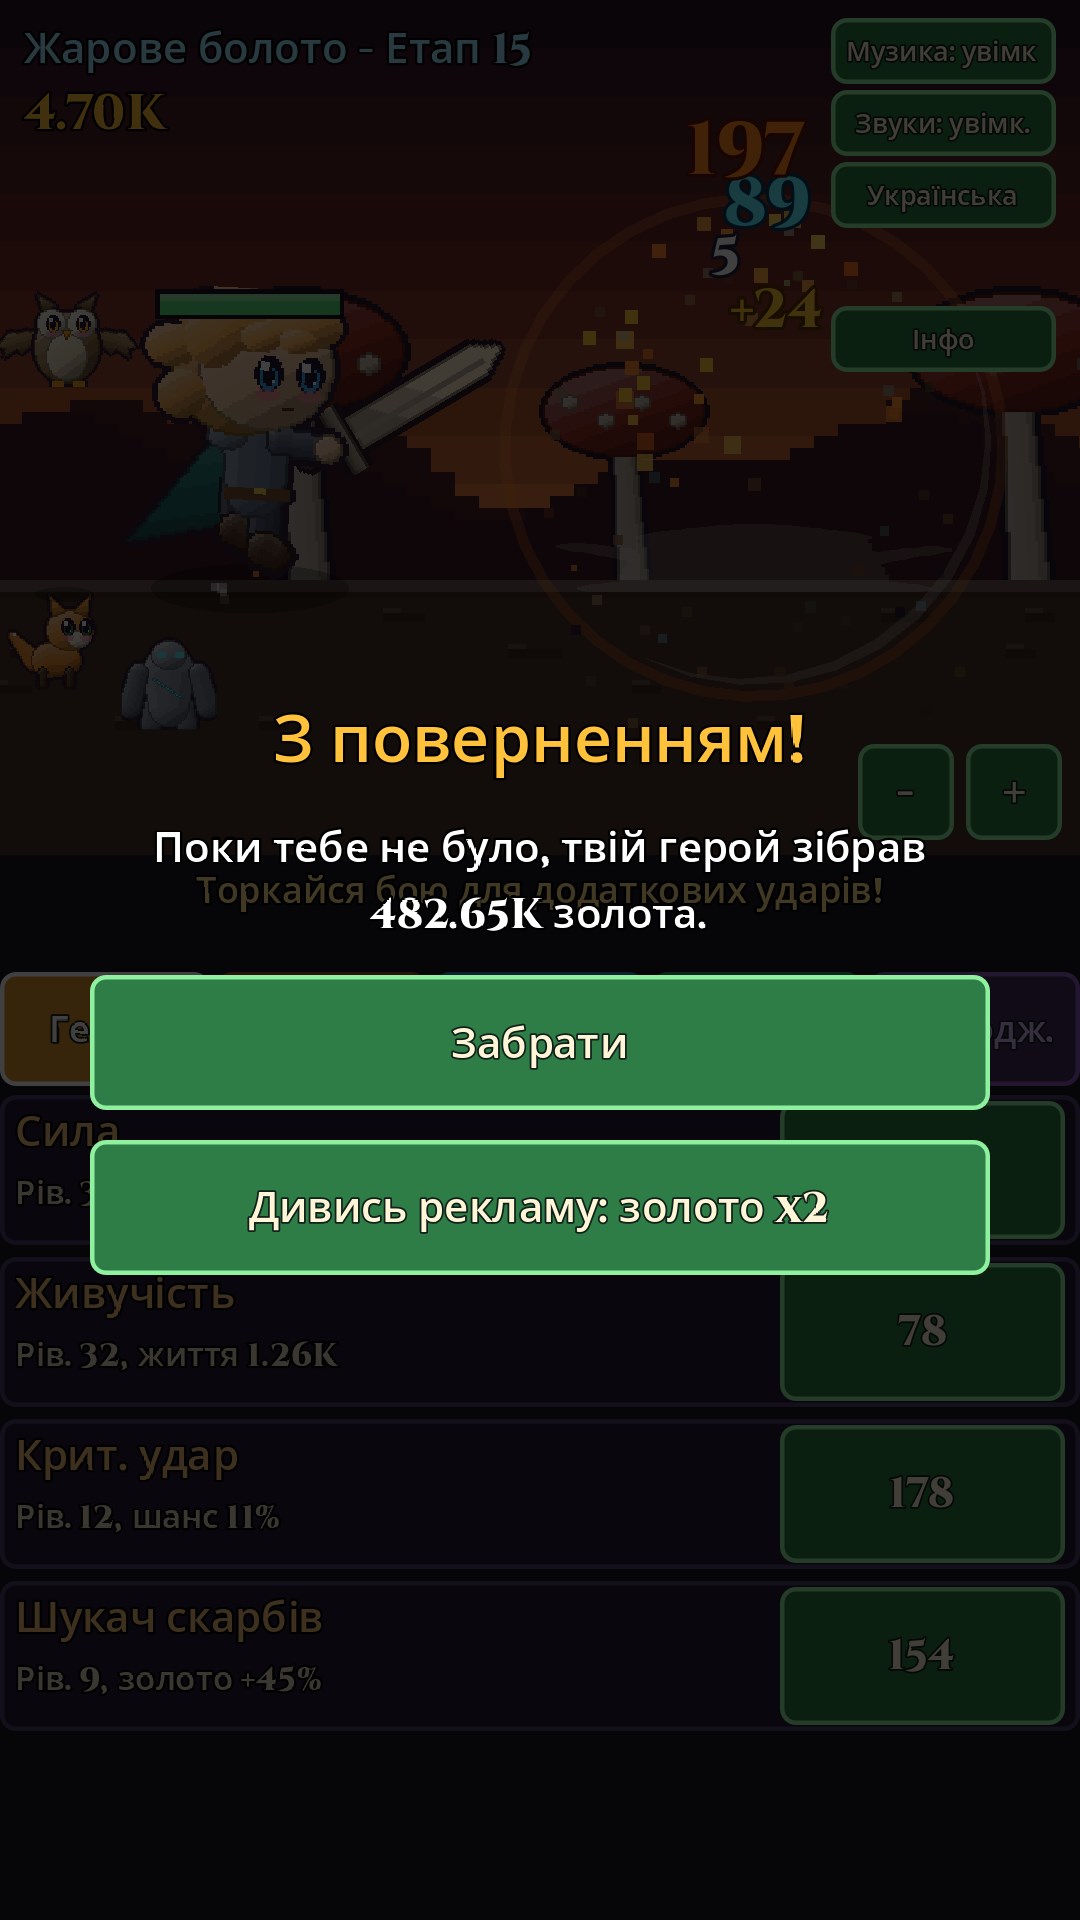 Жарове болото - Етап 15
4.70K
Музика: увімк
Звуки: увімк.
Українська
197
89
5
+24
Інфо
З поверненням!
- +
Поки тебе не було, твій герой зібрав
Торкайся бою для додаткових ударів!
482.65K золота.
Забрати
Сила
Рів.
Дивись рекламу: золото x2
Живучість
Рів. 32, життя 1.26K
78
Крит. удар
Рів. 12, шанс 11%
178
Шукач скарбів
Рів. 9, золото +45%
154